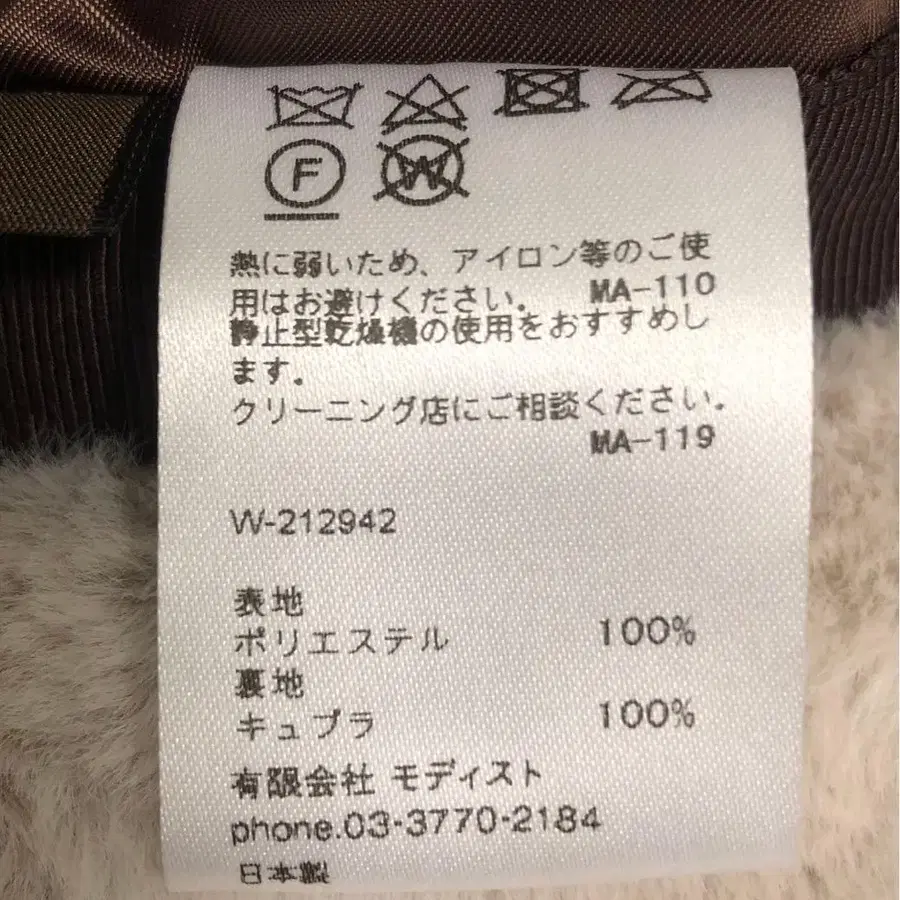 F W
熱に弱いため、アイロン等のご使
用はお避けください。 MA-110
静止型乾燥機の使用をおすすめし
ます。
クリーニング店にご相談ください。
MA-119
W-212942
表地
ポリエステル 100%
裏地
キュプラ 100%
有限会社 モディスト
phone.03-3770-2184
日本製